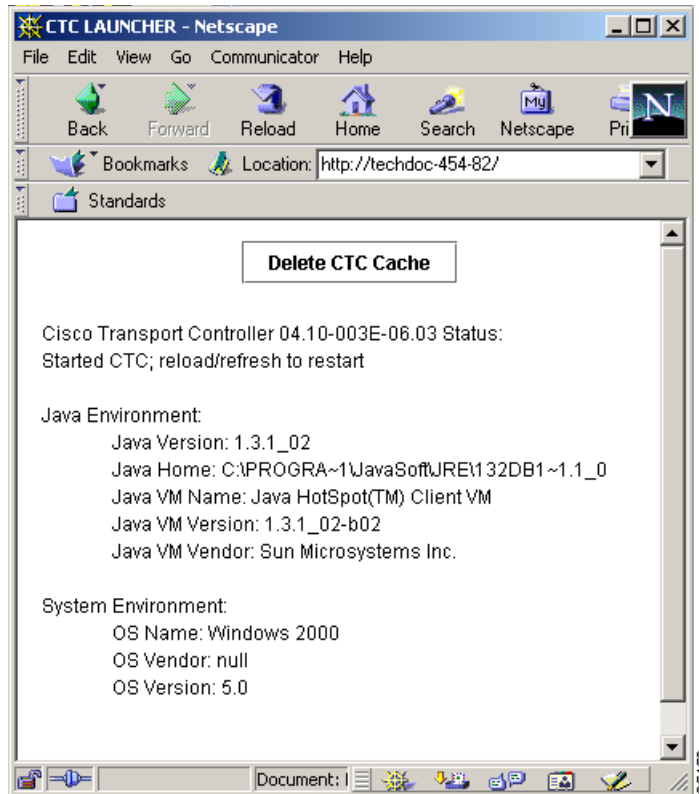 CTC LAUNCHER - Netscape
File Edit View Go Communicator Help
Back Forward Reload Home Search Netscape Pri
My
N
Bookmarks Location: http://techdoc-454-82/
Standards
Delete CTC Cache
Cisco Transport Controller 04.10-003E-06.03 Status:
Started CTC; reload/refresh to restart
Java Environment:
Java Version: 1.3.1_02
Java Home: C:\PROGRA~1\JavaSoft\JRE\132DB1~1.1_0
Java VM Name: Java HotSpot(TM) Client VM
Java VM Version: 1.3.1_02-b02
Java VM Vendor: Sun Microsystems Inc.
System Environment:
OS Name: Windows 2000
OS Vendor: null
OS Version: 5.0
Document: